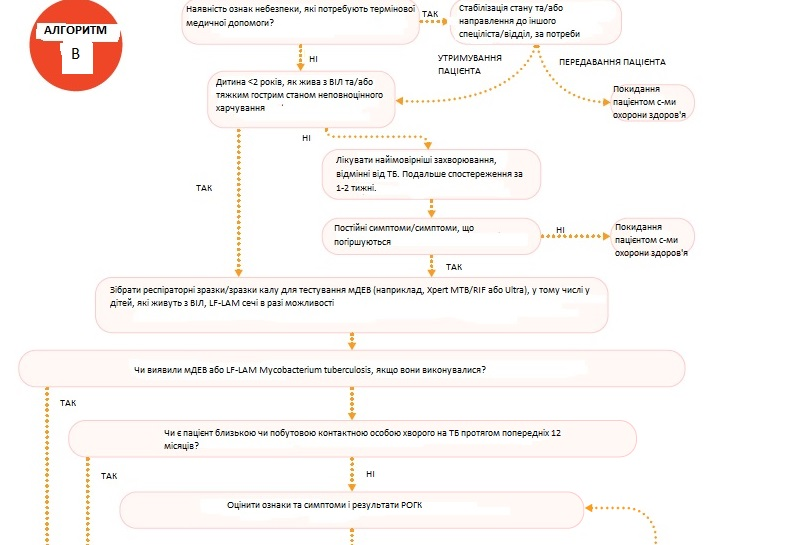 АЛГОРИТМ
В
Наявність ознак небезпеки, які потребують термінової
медичної допомоги?
ТАК
Стабілізація стану та/або
направлення до іншого
спеціліста/відділ, за потреби
НІ
УТРИМУВАННЯ
ПАЦІЄНТА
ПЕРЕДАВАННЯ ПАЦІЄНТА
Дитина <2 років, як жива з ВІЛ та/або
тяжким гострим станом неповноцінного
харчування
Покидання
пацієнтом с-ми
охорони здоров'я
НІ
ТАК
Лікувати наіймовірніші захворювання,
відмінні від ТБ. Подальше спостереження за
1-2 тижні.
Постійні симптоми/симптоми, що
погіршуються
НІ
Покидання
пацієнтом с-ми
охорони здоров'я
ТАК
Зібрати респіраторні зразки/зразки калу для тестування мДЕВ (наприклад, Xpert MTB/RIF або Ultra), у тому числі у
дітей, які живуть з ВІЛ, LF-LAM сечі в разі можливості
Чи виявили мДЕВ або LF-LAM Mycobacterium tuberculosis, якщо вони виконувалися?
ТАК
Чи є пацієнт близькою чи побутовою контактною особою хворого на ТБ протягом попередніх 12
місяців?
ТАК
НІ
Оцінити ознаки та симптоми і результати РОГК